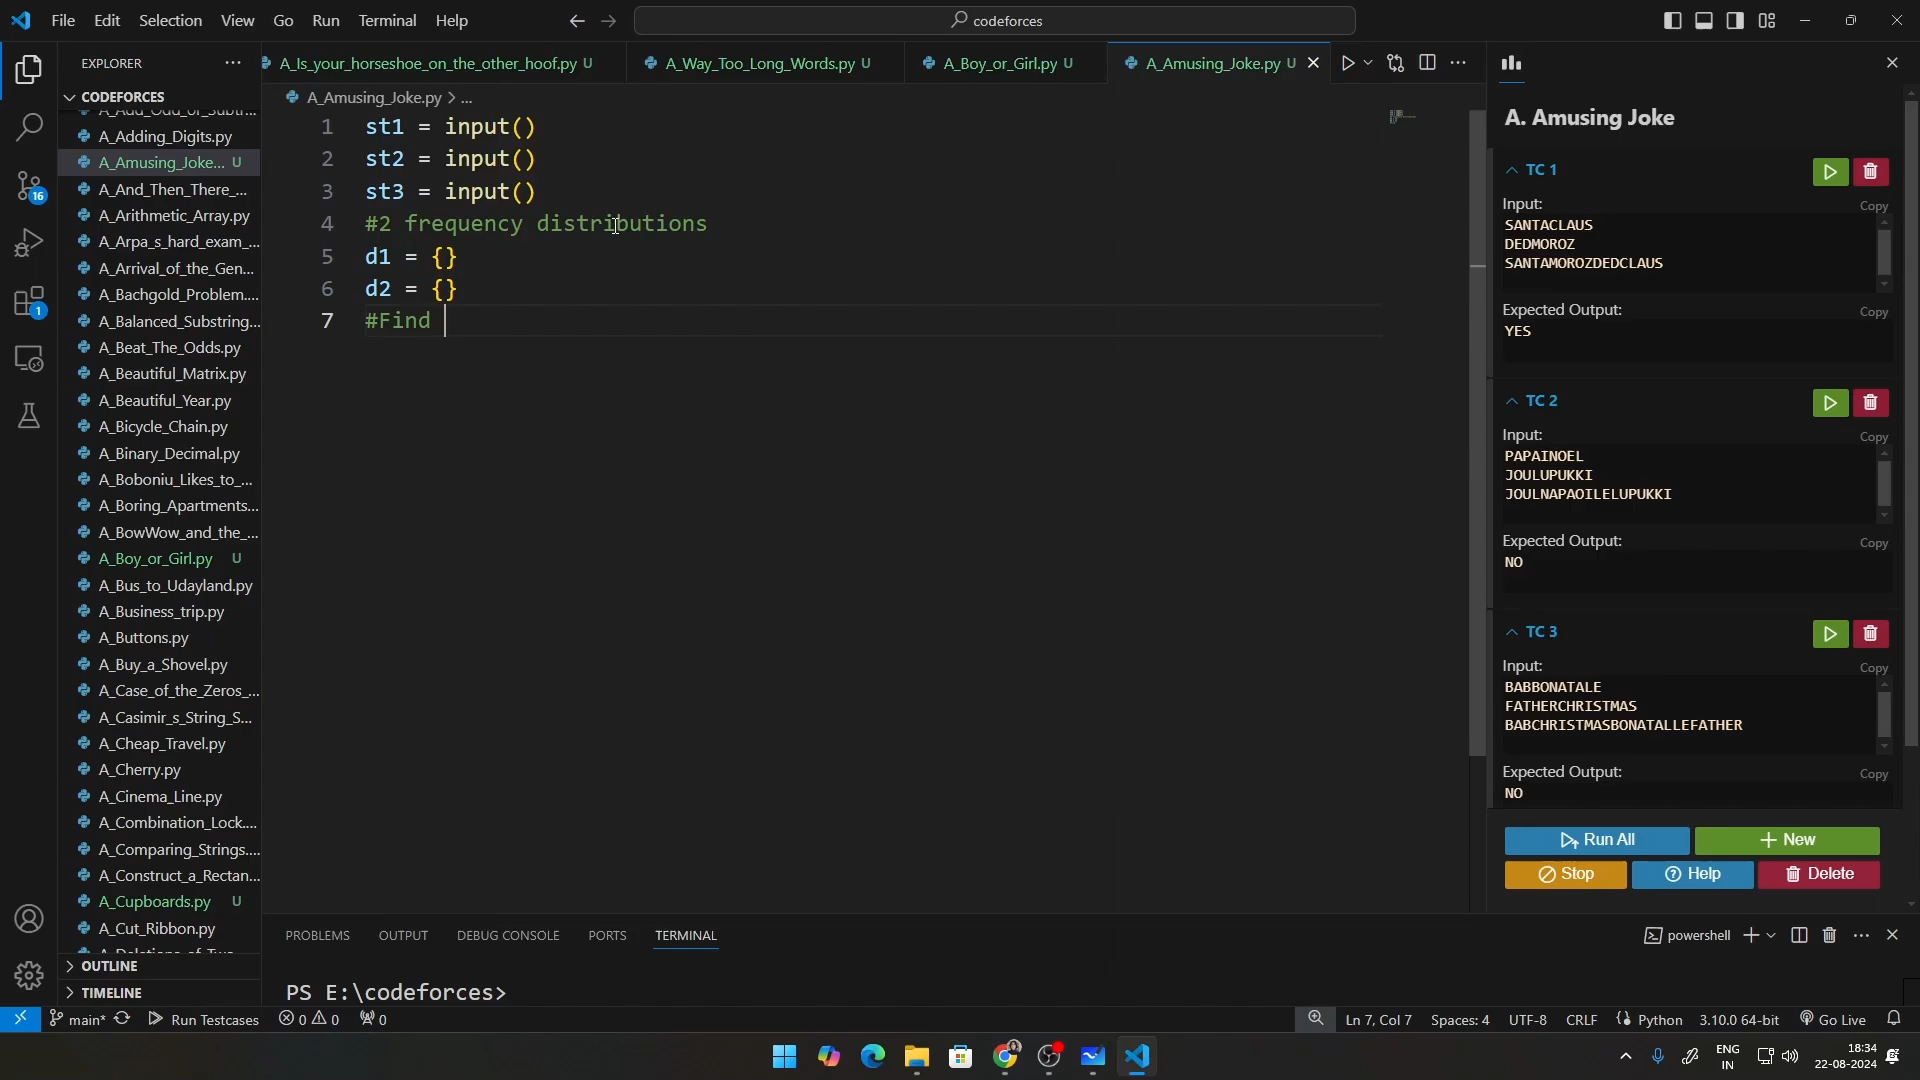 File Edit Selection View Go Run Terminal Help
codeforces
EXPLORER
CODEFORCES
A_Adding_Digits.py
A_Amusing_Joke... U
A_And_Then_There_...
A_Arithmetic_Array.py
A_Arpa_s_hard_exam_...
A_Arrival_of_the_Gen...
A_Bachgold_Problem....
A_Balanced_Substring...
A_Beat_The_Odds.py
A_Beautiful_Matrix.py
A_Beautiful_Year.py
A_Bicycle_Chain.py
A_Binary_Decimal.py
A_Boboniu_Likes_to_...
A_Boring_Apartments...
A_BowWow_and_the_...
A_Boy_or_Girl.py U
A_Bus_to_Udayland.py
A_Business_trip.py
A_Buttons.py
A_Buy_a_Shovel.py
A_Case_of_the_Zeros_...
A_Casimir_s_String_S...
A_Cheap_Travel.py
A_Cherry.py
A_Cinema_Line.py
A_Combination_Lock....
A_Comparing_Strings....
A_Construct_a_Rectan...
A_Cupboards.py U
A_Cut_Ribbon.py
OUTLINE
TIMELINE
16
1
A_Is_your_horseshoe_on_the_other_hoof.py U
A_Way_Too_Long_Words.py U
A_Boy_or_Girl.py U
A_Amusing_Joke.py U
A_Amusing_Joke.py > ...
1 st1 = input()
2 st2 = input()
3 st3 = input()
4 #2 frequency distributions
5 d1 = {}
6 d2 = {}
7 #Find
A. Amusing Joke
TC 1
Input:
Copy
SANTACLAUS
DEDMOROZ
SANTAMOROZDEDCLAUS
Expected Output:
Copy
YES
TC 2
Input:
Copy
PAPAINOEL
JOULUPUKKI
JOULNAPAOILELUPUKKI
Expected Output:
Copy
NO
TC 3
Input:
Copy
BABBONATALE
FATHERCHRISTMAS
BABCHRISTMASBONATALLEFATHER
Expected Output:
Copy
NO
Run All
New
Stop
Help
Delete
PROBLEMS OUTPUT DEBUG CONSOLE PORTS TERMINAL
powershell
PS E:\codeforces>
main* Run Testcases 0 0 0
Ln 7, Col 7 Spaces: 4 UTF-8 CRLF Python 3.10.0 64-bit Go Live
ENG
IN
18:34
22-08-2024